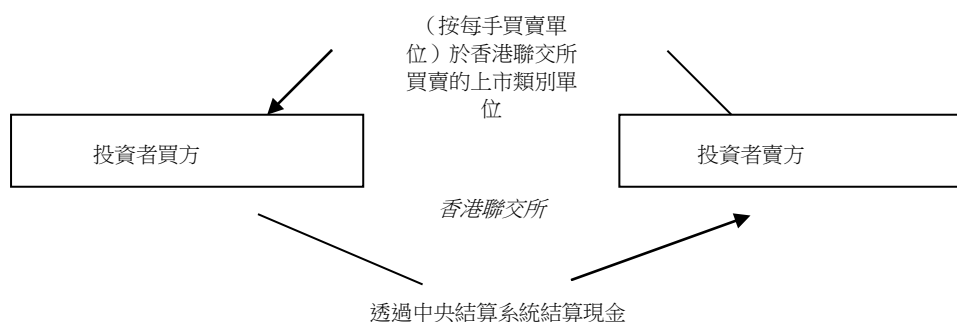 （按每手買賣單
位）於香港聯交所
買賣的上市類別單
位
投資者買方
投資者賣方
香港聯交所
透過中央結算系統結算現金